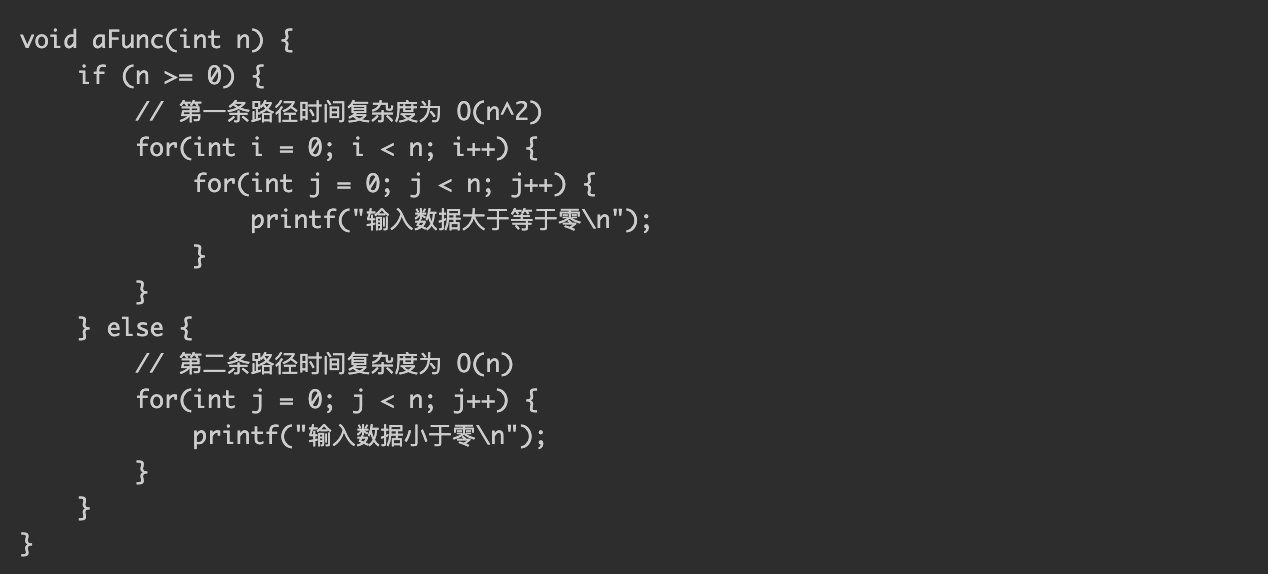 void aFunc(int n) {
    if (n >= 0) {
        // 第一条路径时间复杂度为 O(n^2)
        for(int i = 0; i < n; i++) {
            for(int j = 0; j < n; j++) {
                printf("输入数据大于等于零\n");
            }
        }
    } else {
        // 第二条路径时间复杂度为 O(n)
        for(int j = 0; j < n; j++) {
            printf("输入数据小于零\n");
        }
    }
}